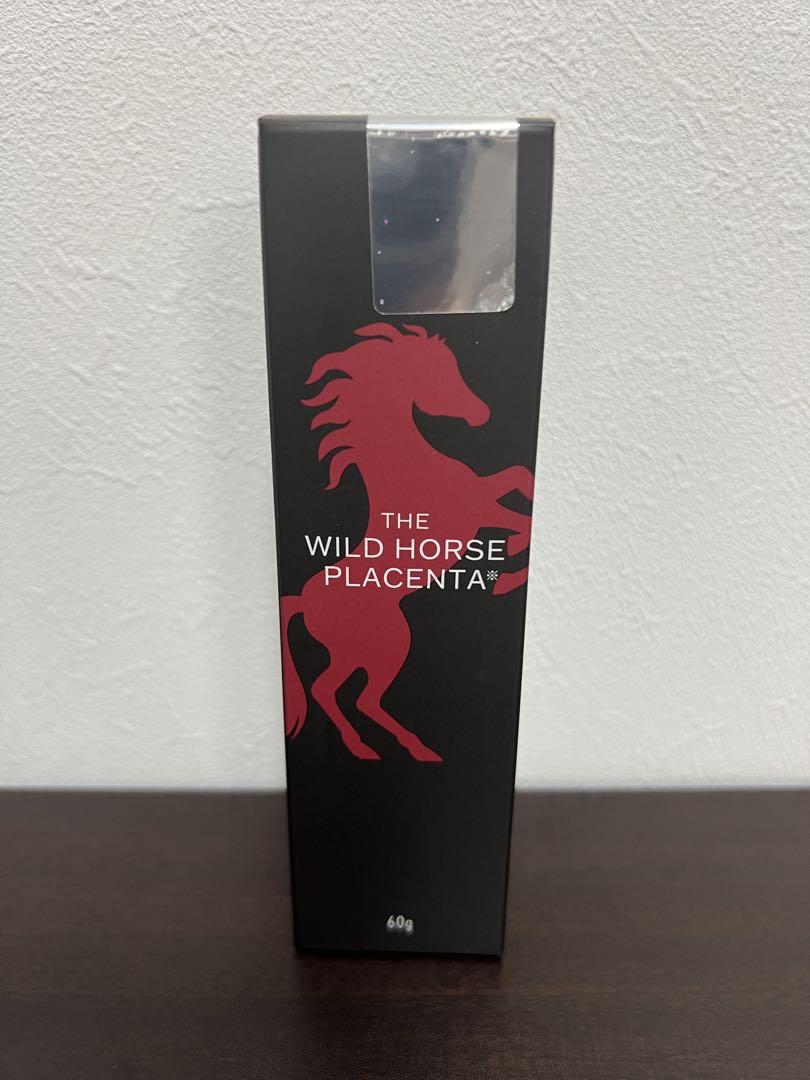 THE
WILD HORSE
PLACENTA※
60g